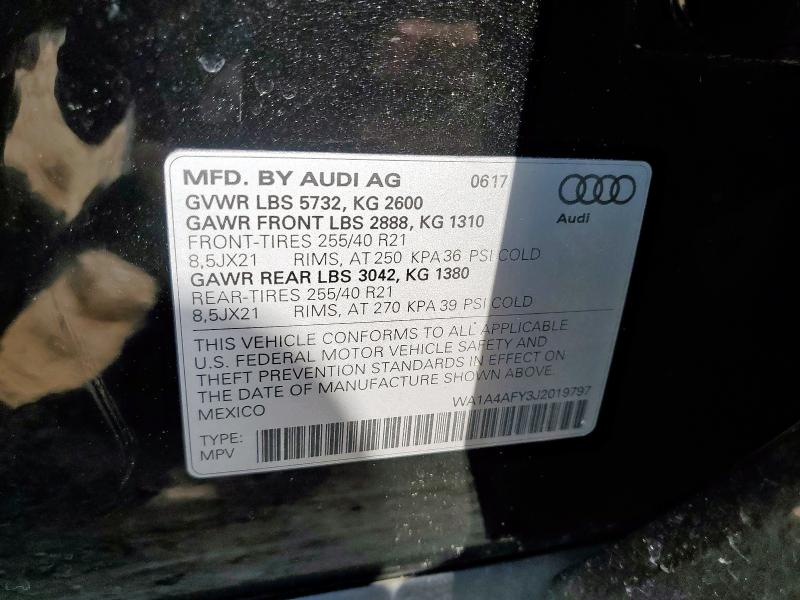 MFD. BY AUDI AG 0617
Audi
GVWR LBS 5732, KG 2600
GAWR FRONT LBS 2888, KG 1310
FRONT-TIRES 255/40 R21
8,5JX21 RIMS, AT 250 KPA 36 PSI COLD
GAWR REAR LBS 3042, KG 1380
REAR-TIRES 255/40 R21
8,5JX21 RIMS, AT 270 KPA 39 PSI COLD
THIS VEHICLE CONFORMS TO ALL APPLICABLE
U.S. FEDERAL MOTOR VEHICLE SAFETY AND
THEFT PREVENTION STANDARDS IN EFFECT ON
THE DATE OF MANUFACTURE SHOWN ABOVE.
MEXICO WA1A4AFY3J2019797
TYPE:
MPV